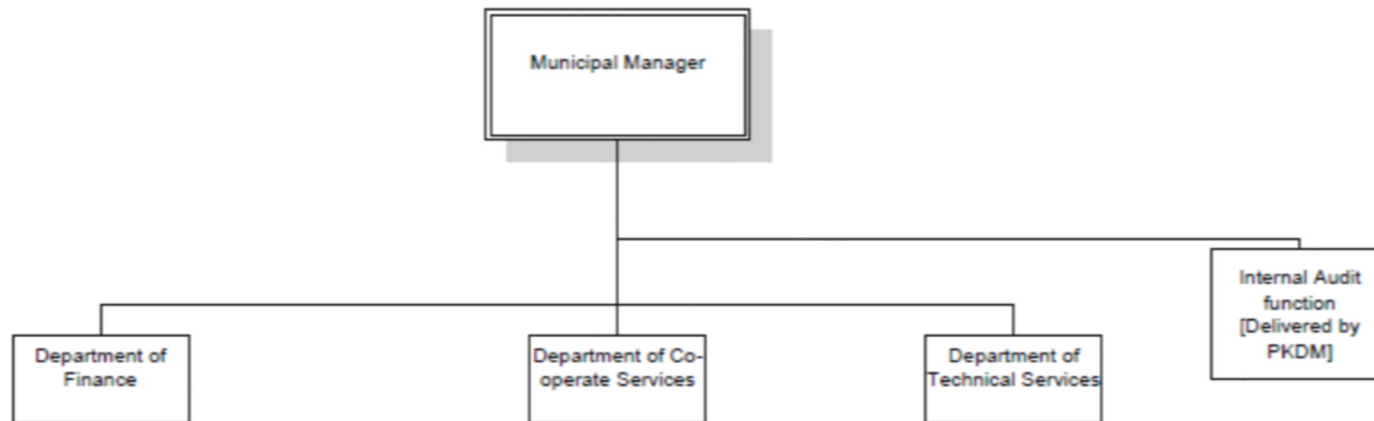 Municipal Manager
Internal Audit
function
[Delivered by
PKDM]
Department of
Finance
Department of Co-
operate Services
Department of
Technical Services